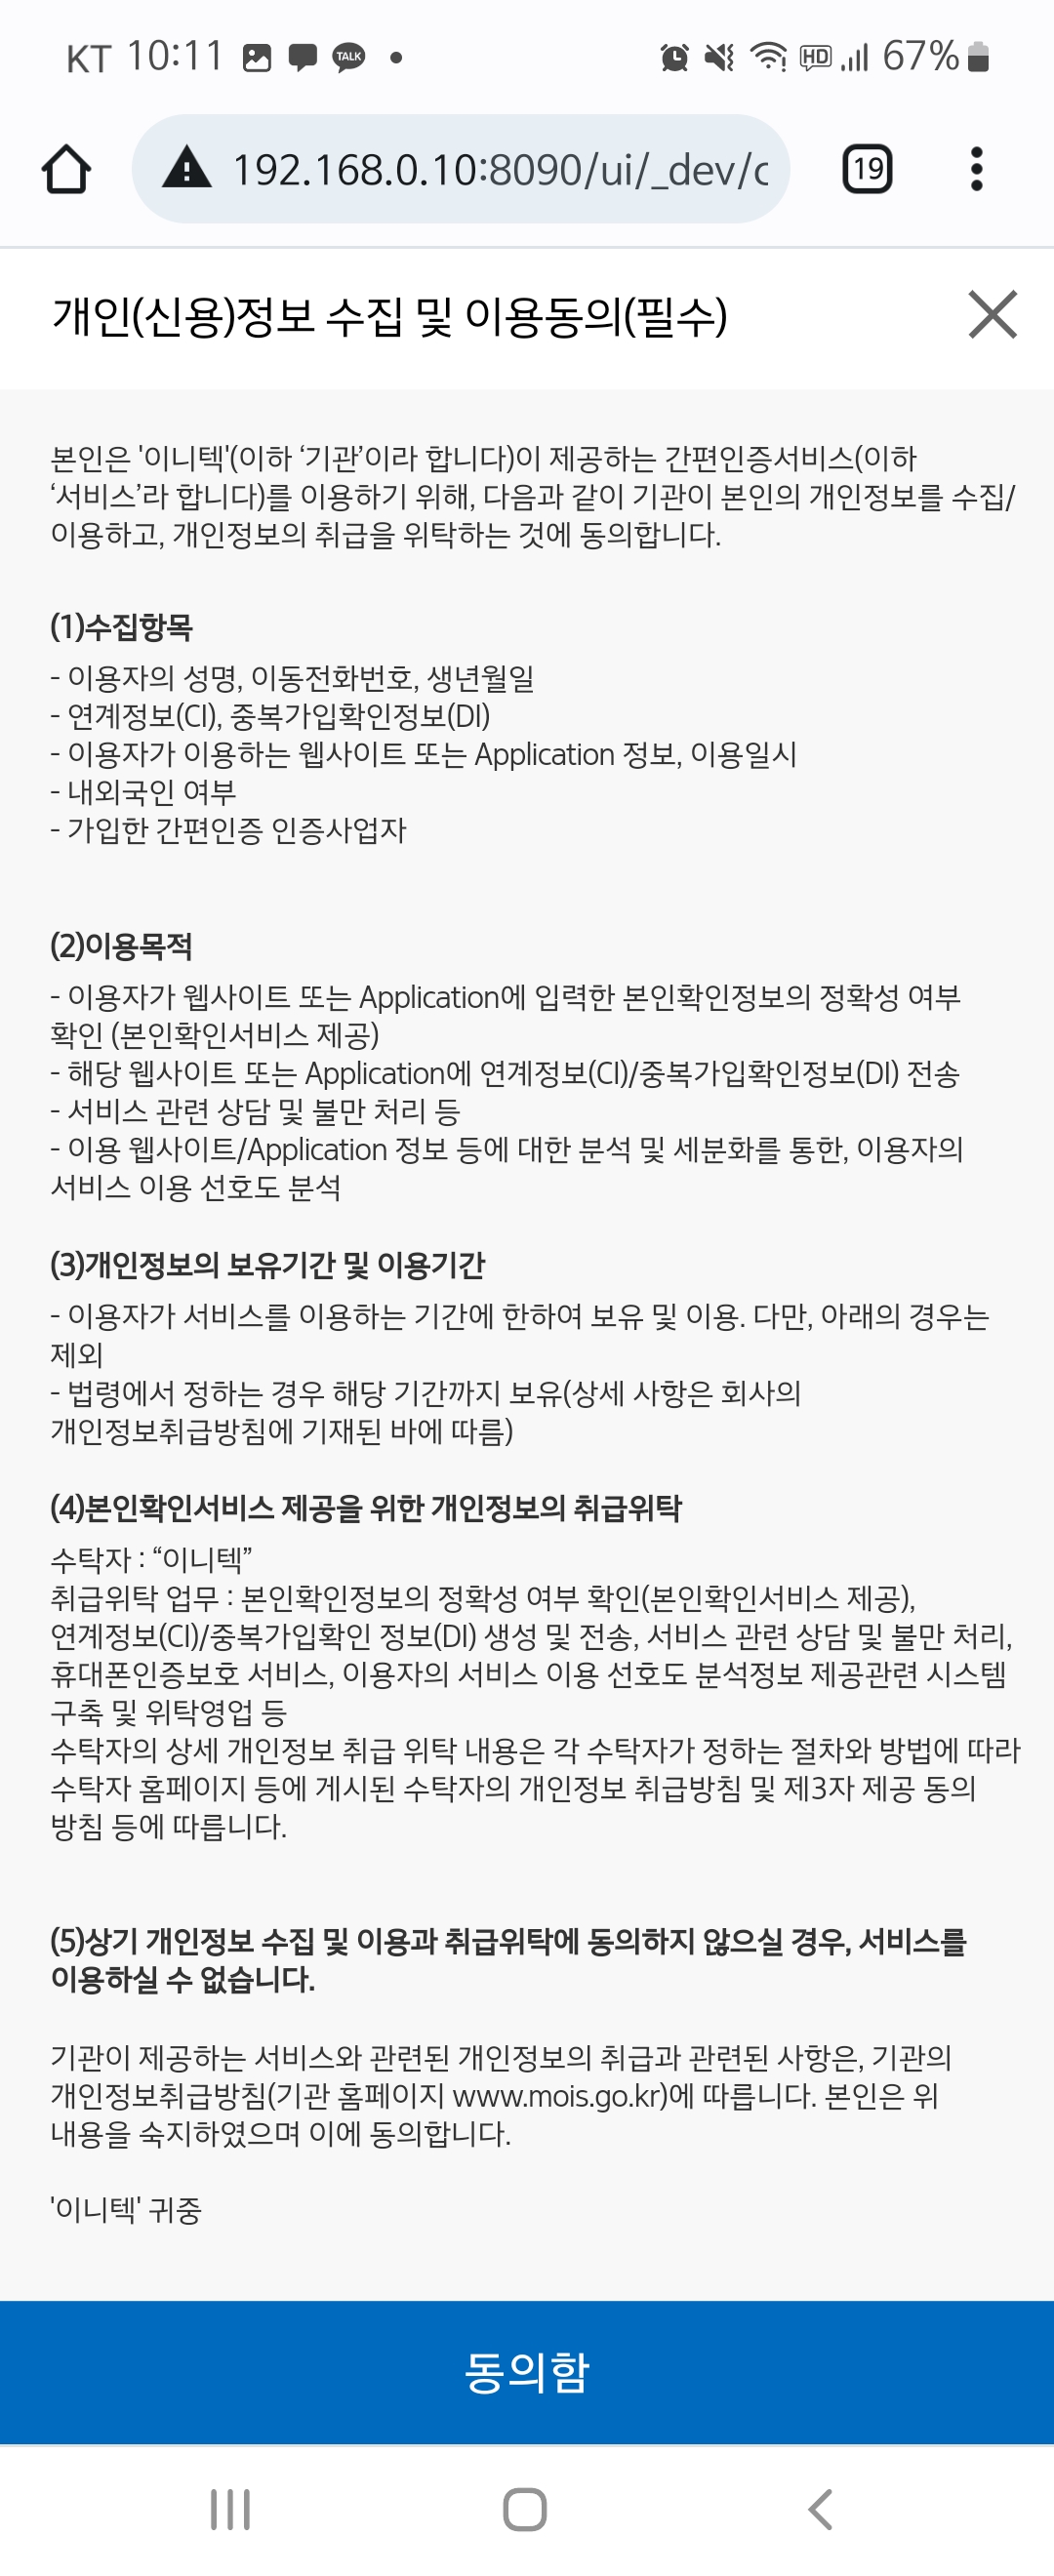 KT 10:11 TALK HD 67%
192.168.0.10:8090/ui/_dev/c 19
개인(신용)정보 수집 및 이용동의(필수)
본인은 '이니텍'(이하 ‘기관’이라 합니다)이 제공하는 간편인증서비스(이하
‘서비스’라 합니다)를 이용하기 위해, 다음과 같이 기관이 본인의 개인정보를 수집/
이용하고, 개인정보의 취급을 위탁하는 것에 동의합니다.
(1)수집항목
- 이용자의 성명, 이동전화번호, 생년월일
- 연계정보(CI), 중복가입확인정보(DI)
- 이용자가 이용하는 웹사이트 또는 Application 정보, 이용일시
- 내외국인 여부
- 가입한 간편인증 인증사업자
(2)이용목적
- 이용자가 웹사이트 또는 Application에 입력한 본인확인정보의 정확성 여부
확인 (본인확인서비스 제공)
- 해당 웹사이트 또는 Application에 연계정보(CI)/중복가입확인정보(DI) 전송
- 서비스 관련 상담 및 불만 처리 등
- 이용 웹사이트/Application 정보 등에 대한 분석 및 세분화를 통한, 이용자의
서비스 이용 선호도 분석
(3)개인정보의 보유기간 및 이용기간
- 이용자가 서비스를 이용하는 기간에 한하여 보유 및 이용. 다만, 아래의 경우는
제외
- 법령에서 정하는 경우 해당 기간까지 보유(상세 사항은 회사의
개인정보취급방침에 기재된 바에 따름)
(4)본인확인서비스 제공을 위한 개인정보의 취급위탁
수탁자 : “이니텍”
취급위탁 업무 : 본인확인정보의 정확성 여부 확인(본인확인서비스 제공),
연계정보(CI)/중복가입확인 정보(DI) 생성 및 전송, 서비스 관련 상담 및 불만 처리,
휴대폰인증보호 서비스, 이용자의 서비스 이용 선호도 분석정보 제공관련 시스템
구축 및 위탁영업 등
수탁자의 상세 개인정보 취급 위탁 내용은 각 수탁자가 정하는 절차와 방법에 따라
수탁자 홈페이지 등에 게시된 수탁자의 개인정보 취급방침 및 제3자 제공 동의
방침 등에 따릅니다.
(5)상기 개인정보 수집 및 이용과 취급위탁에 동의하지 않으실 경우, 서비스를
이용하실 수 없습니다.
기관이 제공하는 서비스와 관련된 개인정보의 취급과 관련된 사항은, 기관의
개인정보취급방침(기관 홈페이지 www.mois.go.kr)에 따릅니다. 본인은 위
내용을 숙지하였으며 이에 동의합니다.
'이니텍' 귀중
동의함